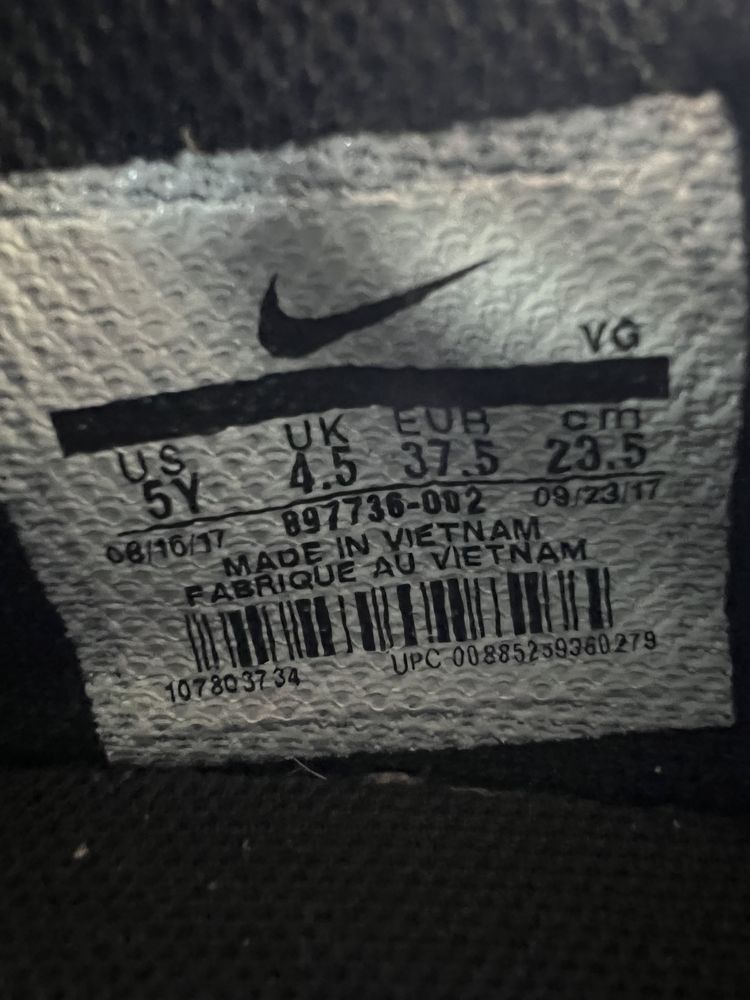 VG
US UK EUR cm
5Y 4.5 37.5 23.5
08/16/17 897736-002 09/23/17
MADE IN VIETNAM
FABRIQUE AU VIETNAM
107803734 UPC 00885259360279